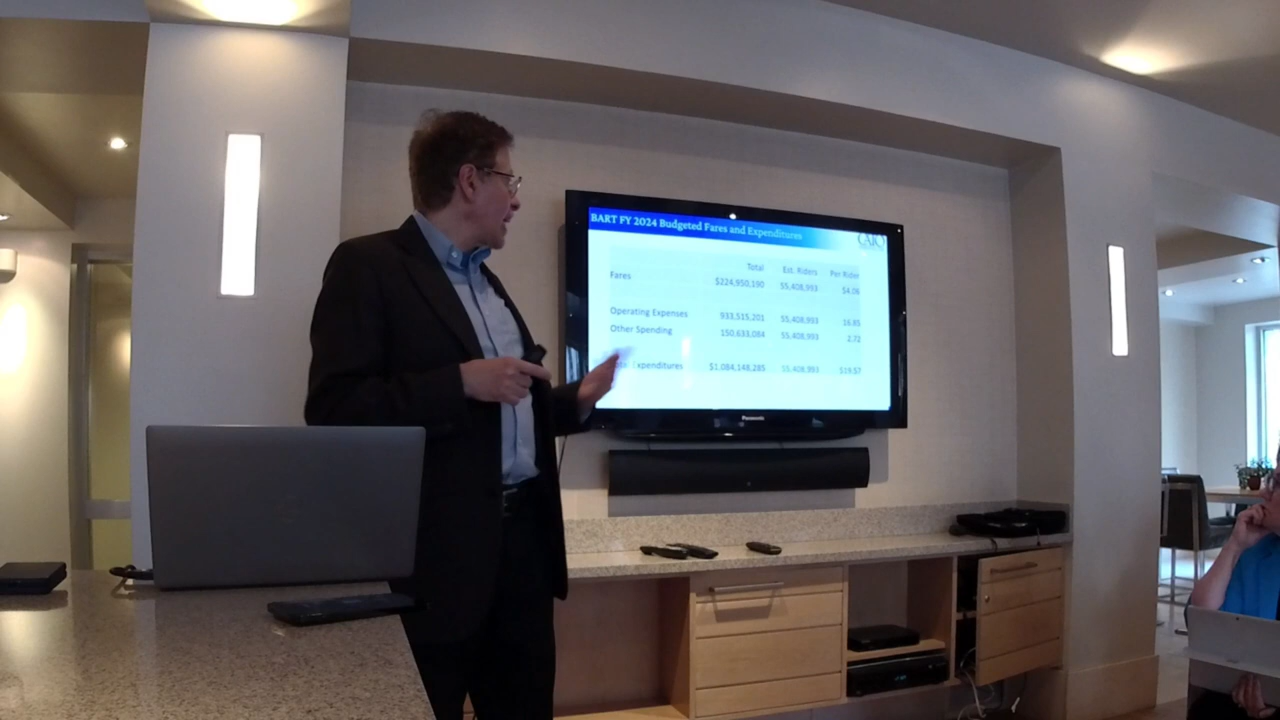 BART FY 2024 Budgeted Fares and Expenditures
CATO
Total Est. Riders Per Rider
Fares $224,950,190 55,408,993 $4.06
Operating Expenses 933,515,201 55,408,993 16.85
Other Spending 150,633,084 55,408,993 2.72
Total Expenditures $1,084,148,285 55,408,993 $19.57
Panasonic